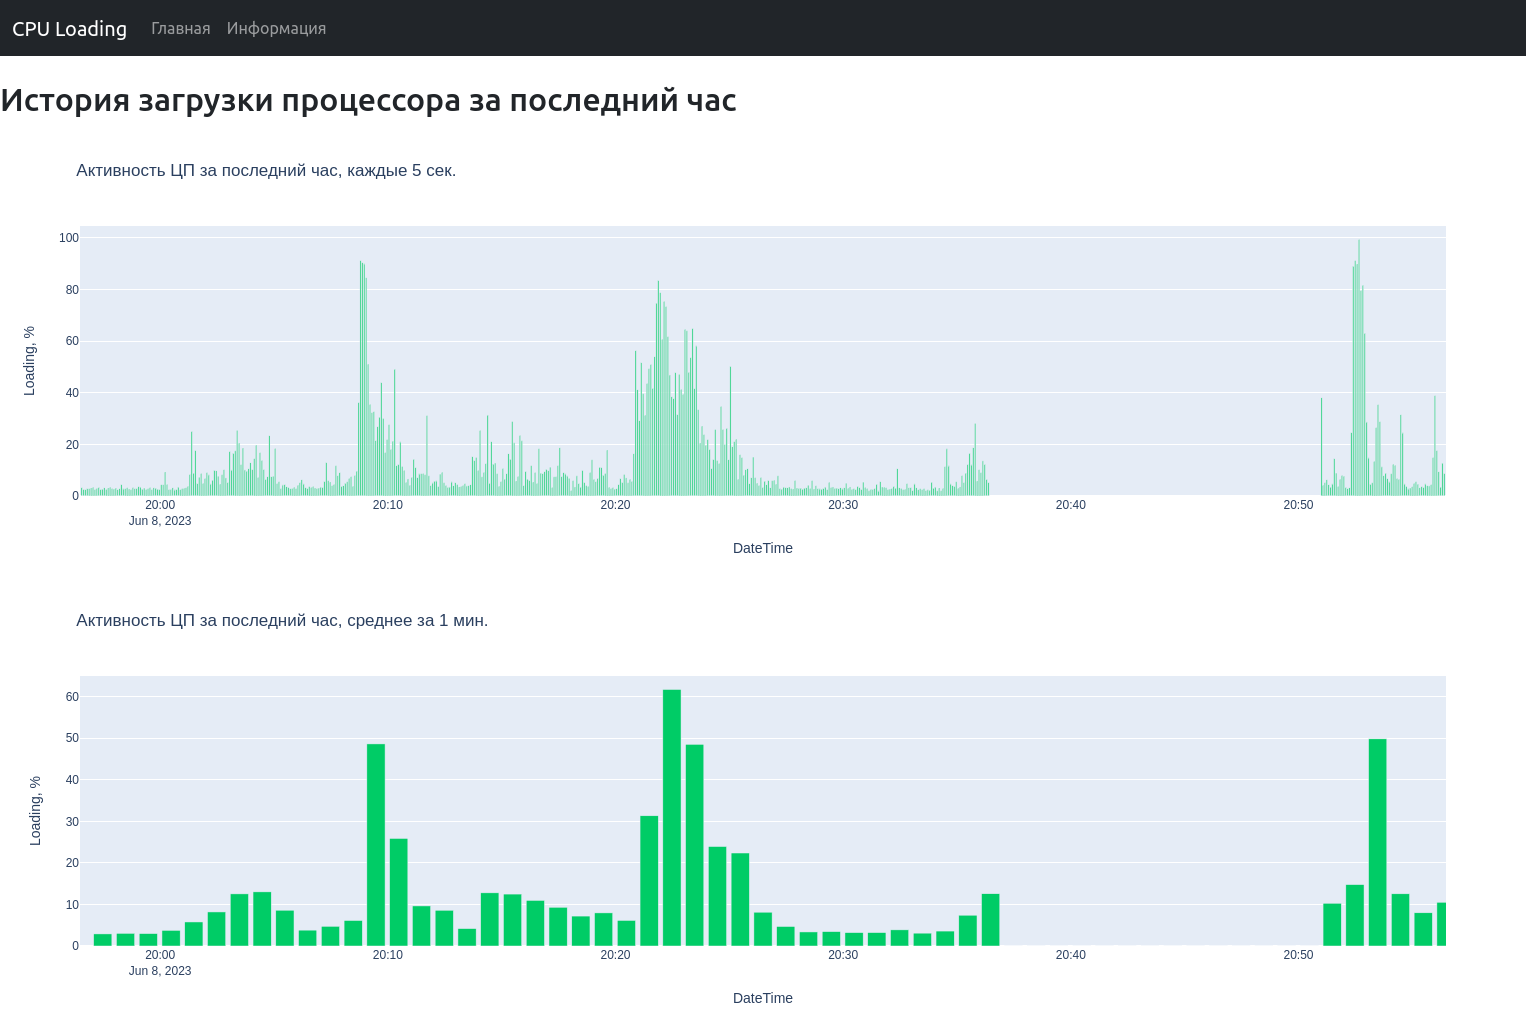 CPU Loading Главная Информация
История загрузки процессора за последний час
Активность ЦП за последний час, каждые 5 сек.
100
80
60
40
20
0
Loading, %
20:00 20:10 20:20 20:30 20:40 20:50
Jun 8, 2023
DateTime
Активность ЦП за последний час, среднее за 1 мин.
60
50
40
30
20
10
0
Loading, %
20:00 20:10 20:20 20:30 20:40 20:50
Jun 8, 2023
DateTime